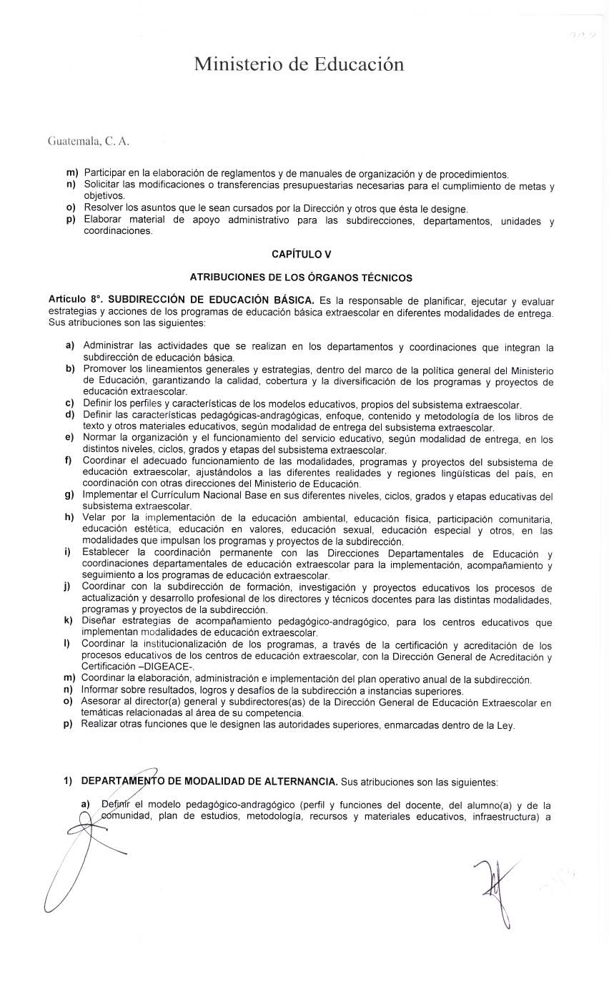 Ministerio de Educación
Guatemala, C. A.
m) Participar en la elaboración de reglamentos y de manuales de organización y de procedimientos.
n) Solicitar las modificaciones o transferencias presupuestarias necesarias para el cumplimiento de metas y
objetivos.
o) Resolver los asuntos que le sean cursados por la Dirección y otros que ésta le designe.
p) Elaborar material de apoyo administrativo para las subdirecciones, departamentos, unidades y
coordinaciones.
CAPÍTULO V
ATRIBUCIONES DE LOS ÓRGANOS TÉCNICOS
Artículo 8°. SUBDIRECCIÓN DE EDUCACIÓN BÁSICA. Es la responsable de planificar, ejecutar y evaluar
estrategias y acciones de los programas de educación básica extraescolar en diferentes modalidades de entrega.
Sus atribuciones son las siguientes:
a) Administrar las actividades que se realizan en los departamentos y coordinaciones que integran la
subdirección de educación básica.
b) Promover los lineamientos generales y estrategias, dentro del marco de la política general del Ministerio
de Educación, garantizando la calidad, cobertura y la diversificación de los programas y proyectos de
educación extraescolar.
c) Definir los perfiles y características de los modelos educativos, propios del subsistema extraescolar.
d) Definir las características pedagógicas-andragógicas, enfoque, contenido y metodología de los libros de
texto y otros materiales educativos, según modalidad de entrega del subsistema extraescolar.
e) Normar la organización y el funcionamiento del servicio educativo, según modalidad de entrega, en los
distintos niveles, ciclos, grados y etapas del subsistema extraescolar.
f) Coordinar el adecuado funcionamiento de las modalidades, programas y proyectos del subsistema de
educación extraescolar, ajustándolos a las diferentes realidades y regiones lingüísticas del país, en
coordinación con otras direcciones del Ministerio de Educación.
g) Implementar el Currículum Nacional Base en sus diferentes niveles, ciclos, grados y etapas educativas del
subsistema extraescolar.
h) Velar por la implementación de la educación ambiental, educación física, participación comunitaria,
educación estética, educación en valores, educación sexual, educación especial y otros, en las
modalidades que impulsan los programas y proyectos de la subdirección.
i) Establecer la coordinación permanente con las Direcciones Departamentales de Educación y
coordinaciones departamentales de educación extraescolar para la implementación, acompañamiento y
seguimiento a los programas de educación extraescolar.
j) Coordinar con la subdirección de formación, investigación y proyectos educativos los procesos de
actualización y desarrollo profesional de los directores y técnicos docentes para las distintas modalidades,
programas y proyectos de la subdirección.
k) Diseñar estrategias de acompañamiento pedagógico-andragógico, para los centros educativos que
implementan modalidades de educación extraescolar.
l) Coordinar la institucionalización de los programas, a través de la certificación y acreditación de los
procesos educativos de los centros de educación extraescolar, con la Dirección General de Acreditación y
Certificación –DIGEACE-.
m) Coordinar la elaboración, administración e implementación del plan operativo anual de la subdirección.
n) Informar sobre resultados, logros y desafíos de la subdirección a instancias superiores.
o) Asesorar al director(a) general y subdirectores(as) de la Dirección General de Educación Extraescolar en
temáticas relacionadas al área de su competencia.
p) Realizar otras funciones que le designen las autoridades superiores, enmarcadas dentro de la Ley.
1) DEPARTAMENTO DE MODALIDAD DE ALTERNANCIA. Sus atribuciones son las siguientes:
a) Definir el modelo pedagógico-andragógico (perfil y funciones del docente, del alumno(a) y de la
comunidad, plan de estudios, metodología, recursos y materiales educativos, infraestructura) a